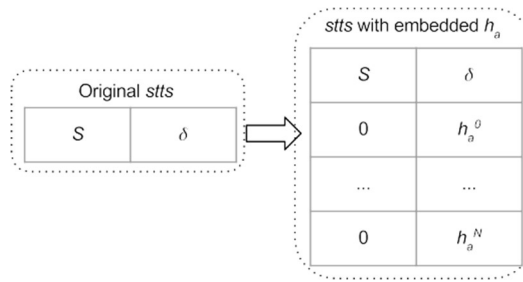 Original stts
S δ
stts with embedded hₐ
S δ
0 hₐ⁰
... ...
0 hₐᴺ